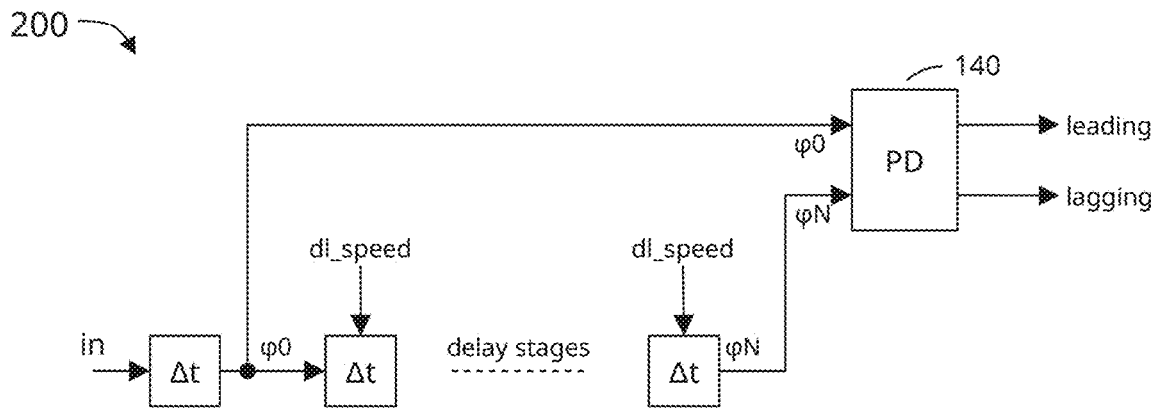 200
140
φ0
PD
leading
φN
lagging
dl_speed
dl_speed
in
Δt
φ0
Δt
delay stages
Δt
φN